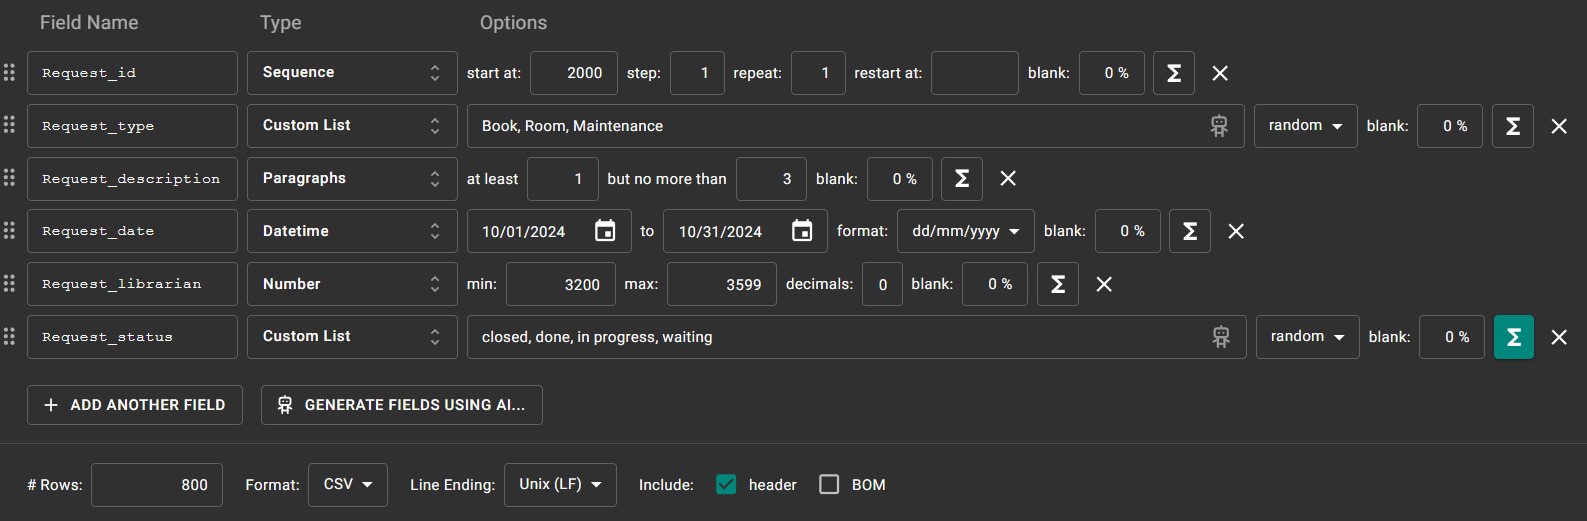 Field Name Type Options
Request_id Sequence start at: 2000 step: 1 repeat: 1 restart at: blank: 0 % Σ
Request_type Custom List Book, Room, Maintenance random blank: 0 % Σ
Request_description Paragraphs at least 1 but no more than 3 blank: 0 % Σ
Request_date Datetime 10/01/2024 to 10/31/2024 format: dd/mm/yyyy blank: 0 % Σ
Request_librarian Number min: 3200 max: 3599 decimals: 0 blank: 0 % Σ
Request_status Custom List closed, done, in progress, waiting random blank: 0 % Σ
+ ADD ANOTHER FIELD GENERATE FIELDS USING AI...
# Rows: 800 Format: CSV Line Ending: Unix (LF) Include: header BOM